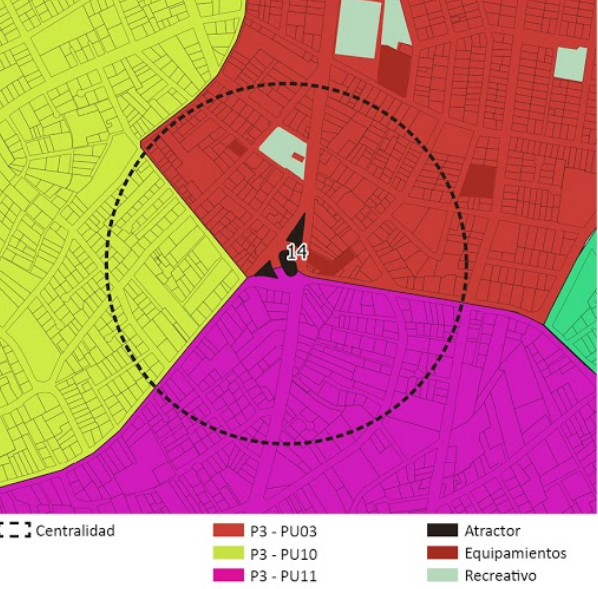 14
Centralidad
P3 - PU03
P3 - PU10
P3 - PU11
Atractor
Equipamientos
Recreativo